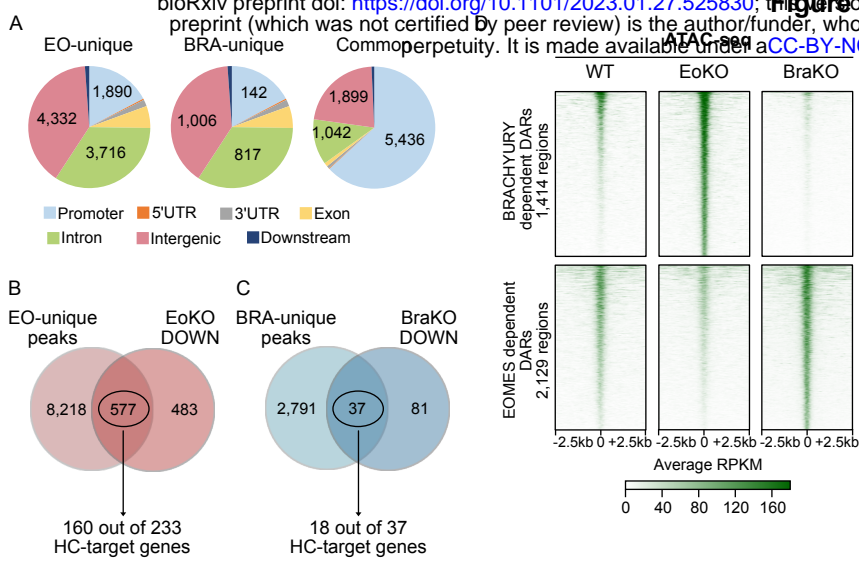 bioRxiv preprint doi: https://doi.org/10.1101/2023.01.27.525830; this version
preprint (which was not certified by peer review) is the author/funder, who
perpetuity. It is made available under aCC-BY-NC
Figure
A
EO-unique
BRA-unique
Common
1,890
4,332
3,716
142
1,006
817
1,899
1,042
5,436
Promoter
5'UTR
3'UTR
Exon
Intron
Intergenic
Downstream
B
EO-unique
peaks
EoKO
DOWN
8,218
577
483
160 out of 233
HC-target genes
C
BRA-unique
peaks
BraKO
DOWN
2,791
37
81
18 out of 37
HC-target genes
D
ATAC-seq
WT
EoKO
BraKO
BRACHYURY
dependent DARs
1,414 regions
EOMES dependent
DARs
2,129 regions
-2.5kb 0 +2.5kb
-2.5kb 0 +2.5kb
-2.5kb 0 +2.5kb
Average RPKM
0 40 80 120 160